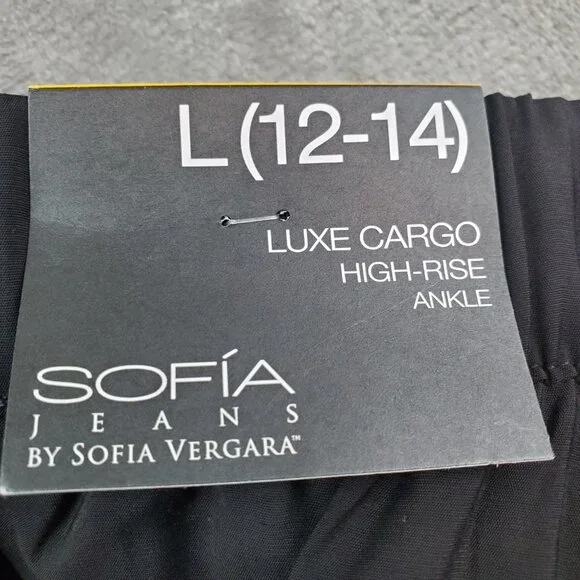 L (12-14)
LUXE CARGO
HIGH-RISE
ANKLE
SOFÍA
JEANS
BY SOFIA VERGARA™